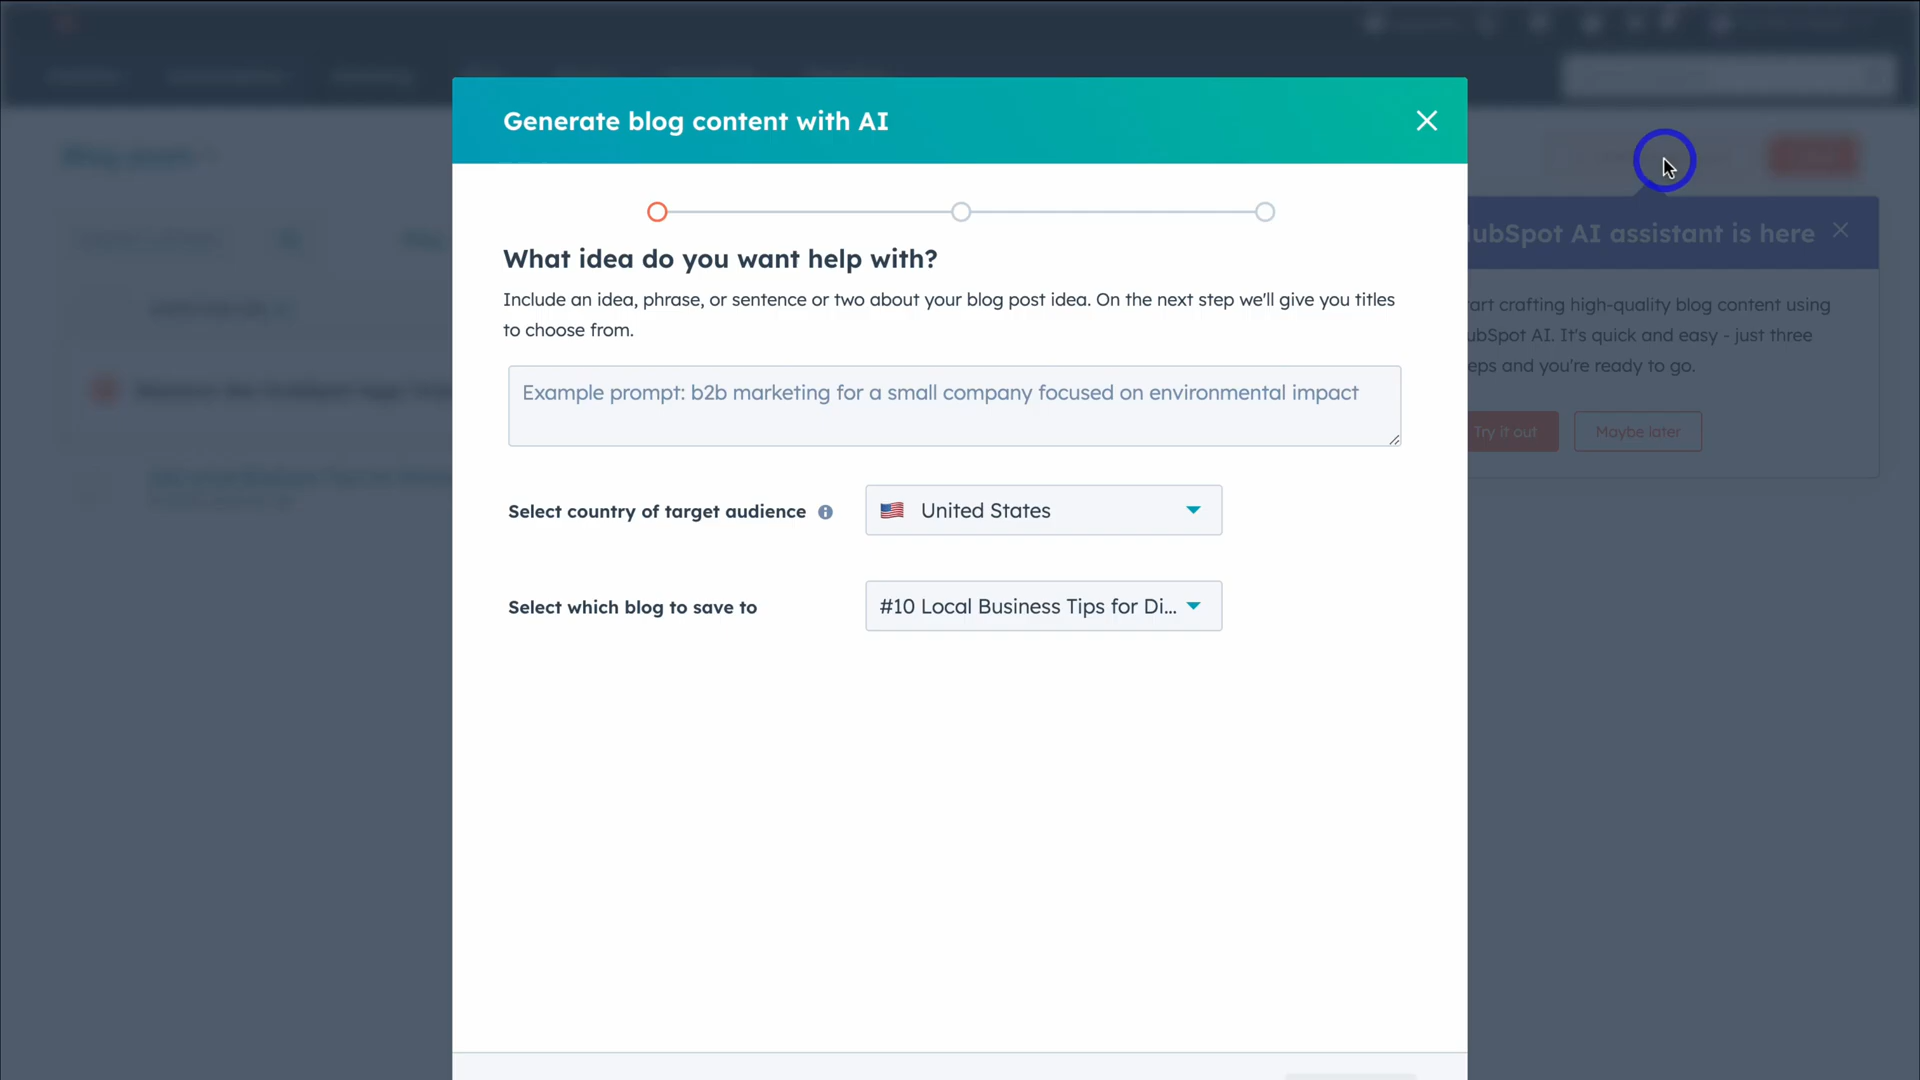 Generate blog content with AI
What idea do you want help with?
Include an idea, phrase, or sentence or two about your blog post idea. On the next step we'll give you titles
to choose from.
Example prompt: b2b marketing for a small company focused on environmental impact
Select country of target audience
United States
Select which blog to save to
#10 Local Business Tips for Di...
ubSpot AI assistant is here
art crafting high-quality blog content using
ubSpot AI. It's quick and easy - just three
eps and you're ready to go.
Try it out
Maybe later